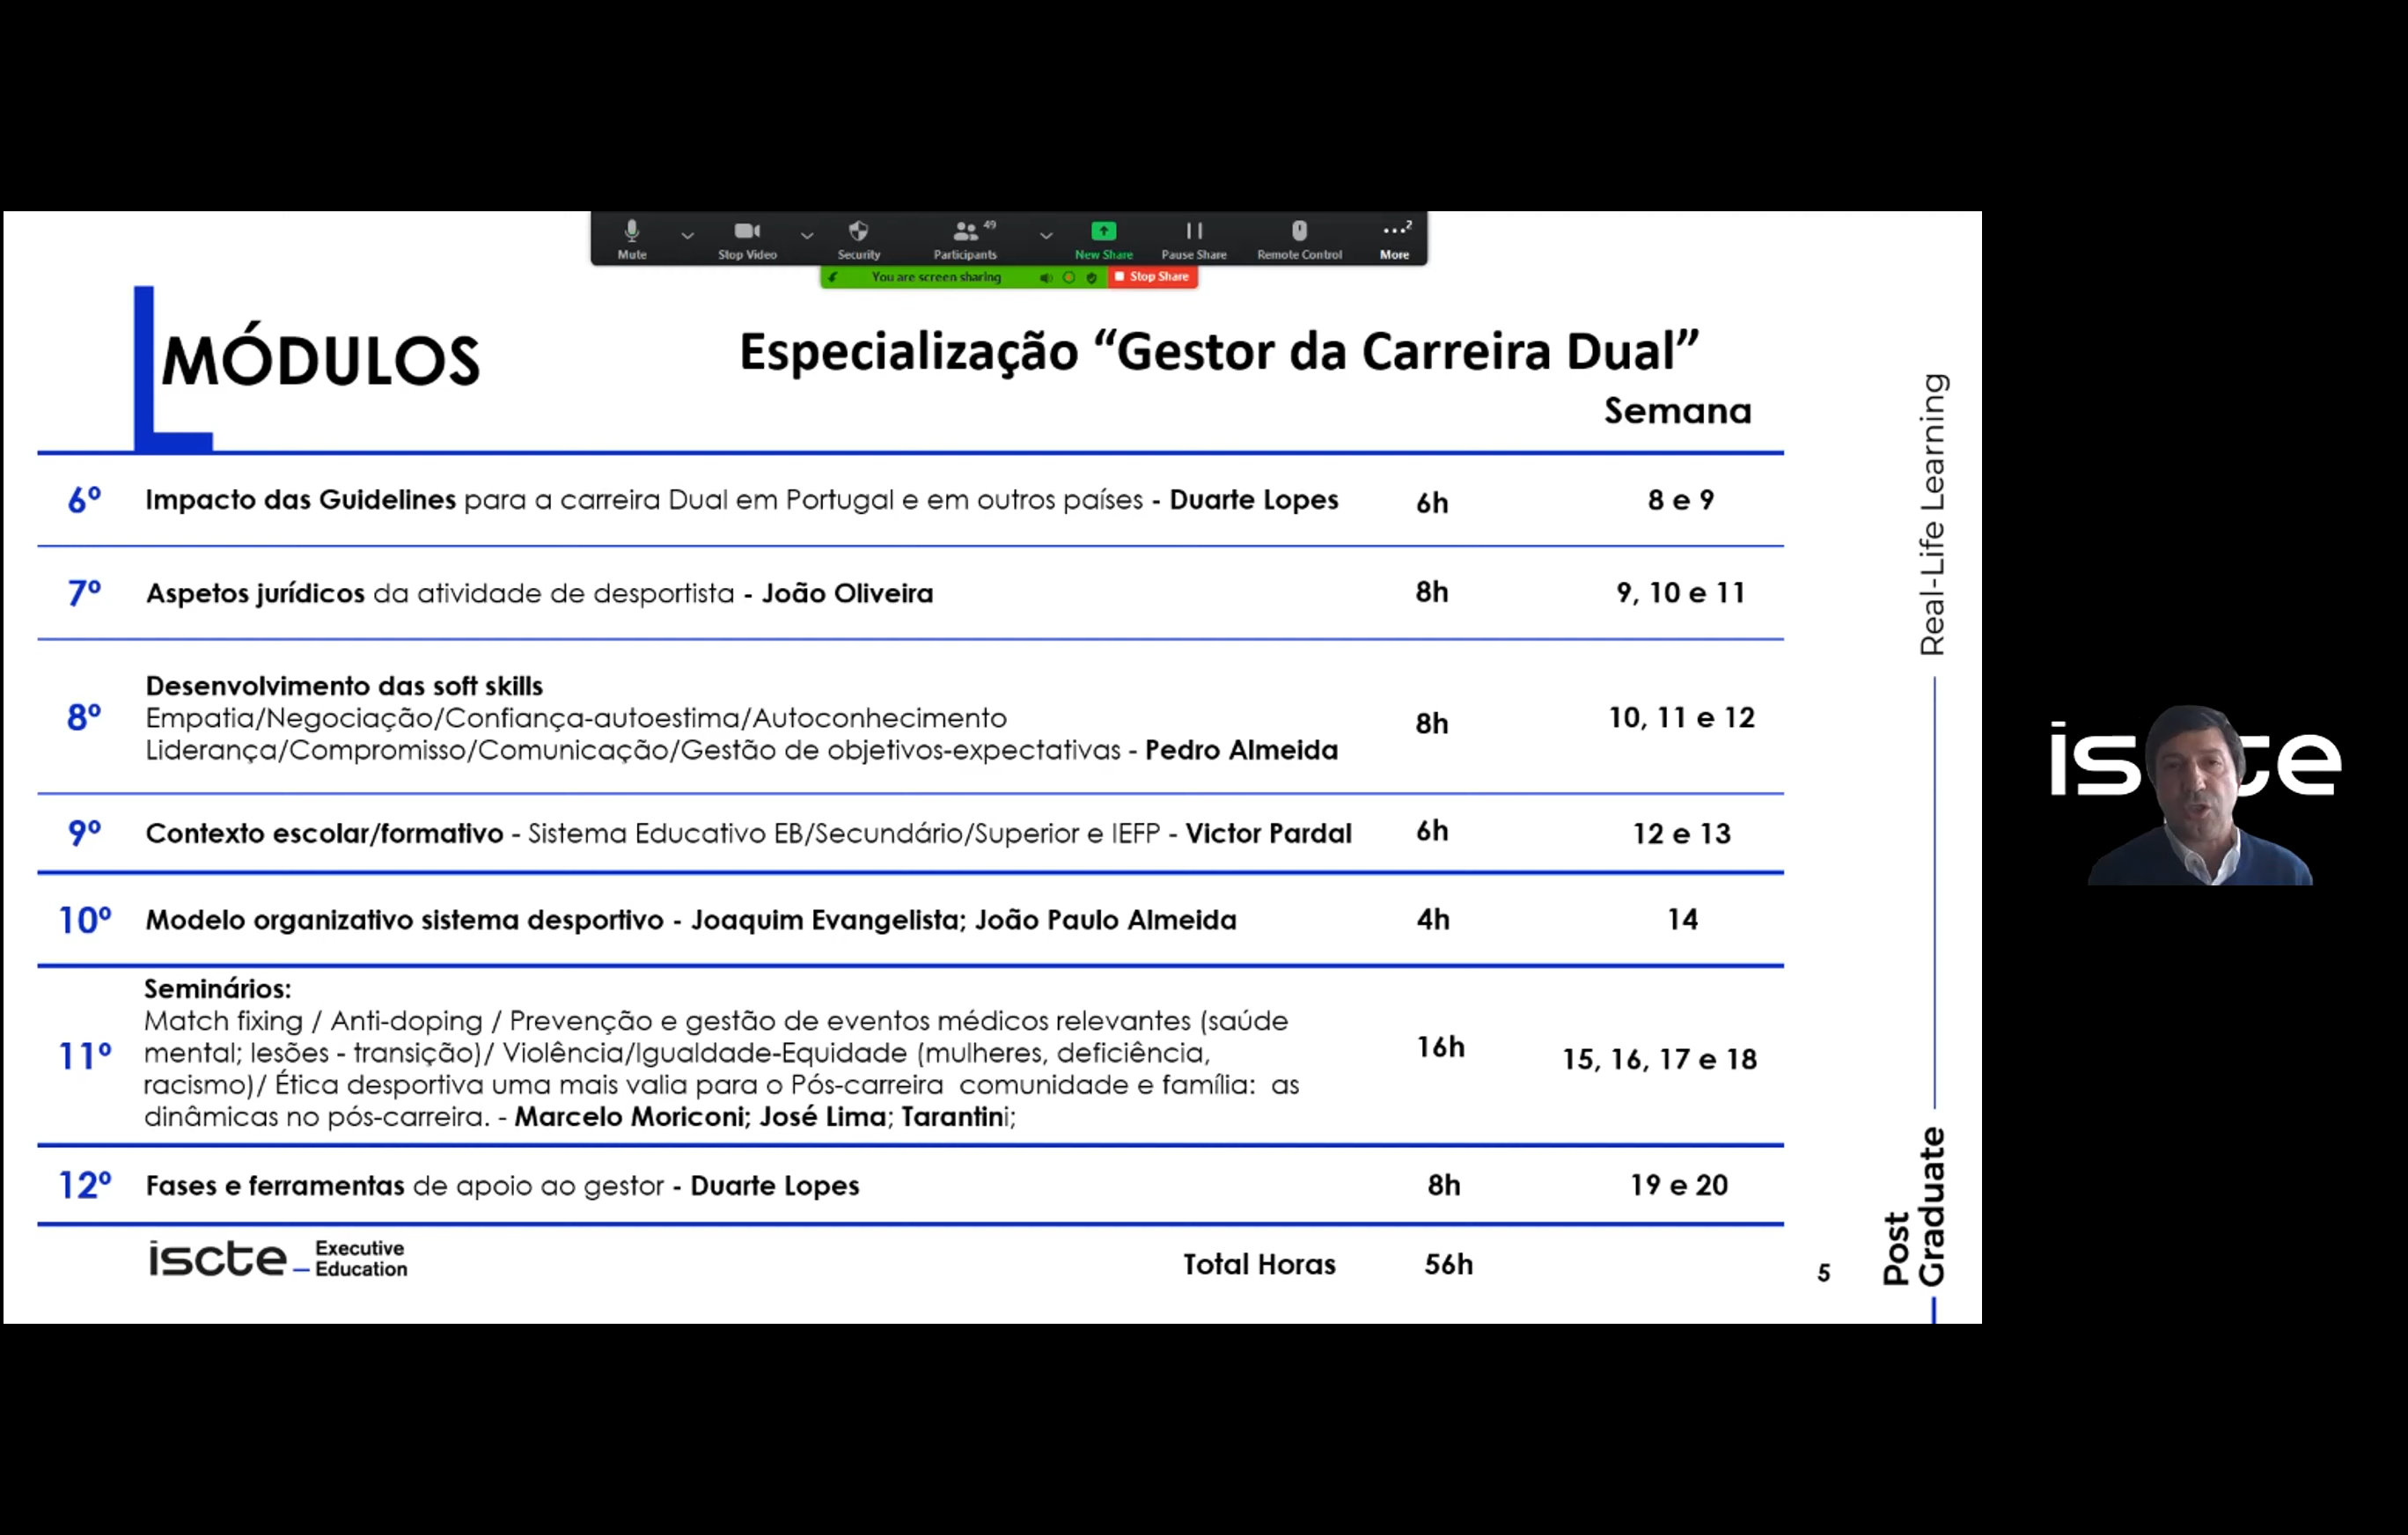 Mute
Stop Video
Security
Participants
49
New Share
Pause Share
Remote Control
More
2
You are screen sharing
Stop Share
MÓDULOS
Especialização “Gestor da Carreira Dual”
Semana
6º Impacto das Guidelines para a carreira Dual em Portugal e em outros países - Duarte Lopes 6h 8 e 9
7º Aspetos jurídicos da atividade de desportista - João Oliveira 8h 9, 10 e 11
Desenvolvimento das soft skills
8º Empatia/Negociação/Confiança-autoestima/Autoconhecimento 8h 10, 11 e 12
Liderança/Compromisso/Comunicação/Gestão de objetivos-expectativas - Pedro Almeida
9º Contexto escolar/formativo - Sistema Educativo EB/Secundário/Superior e IEFP - Victor Pardal 6h 12 e 13
10º Modelo organizativo sistema desportivo - Joaquim Evangelista; João Paulo Almeida 4h 14
Seminários:
Match fixing / Anti-doping / Prevenção e gestão de eventos médicos relevantes (saúde
11º mental; lesões - transição)/ Violência/Igualdade-Equidade (mulheres, deficiência, 16h 15, 16, 17 e 18
racismo)/ Ética desportiva uma mais valia para o Pós-carreira comunidade e família: as
dinâmicas no pós-carreira. - Marcelo Moriconi; José Lima; Tarantini;
12º Fases e ferramentas de apoio ao gestor - Duarte Lopes 8h 19 e 20
iscte Executive
Education
Total Horas 56h
5
Real-Life Learning
Post
Graduate